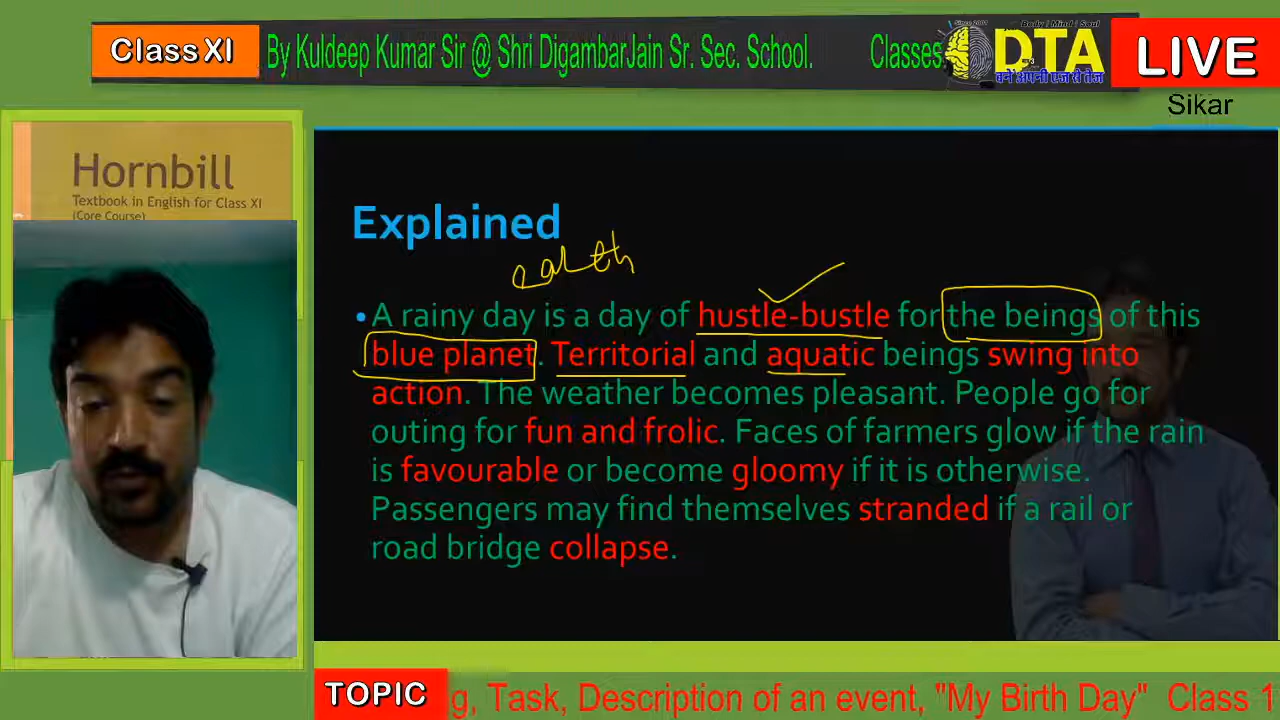 Class XI
By Kuldeep Kumar Sir @ Shri DigambarJain Sr. Sec. School. Classes
Since 2007
Body | Mind | Soul
DTA
LIVE
Sikar
Hornbill
Textbook in English for Class XI
(Core Course)
Explained
earth
• A rainy day is a day of hustle-bustle for the beings of this
blue planet. Territorial and aquatic beings swing into
action. The weather becomes pleasant. People go for
outing for fun and frolic. Faces of farmers glow if the rain
is favourable or become gloomy if it is otherwise.
Passengers may find themselves stranded if a rail or
road bridge collapse.
TOPIC
g, Task, Description of an event, "My Birth Day" Class 1